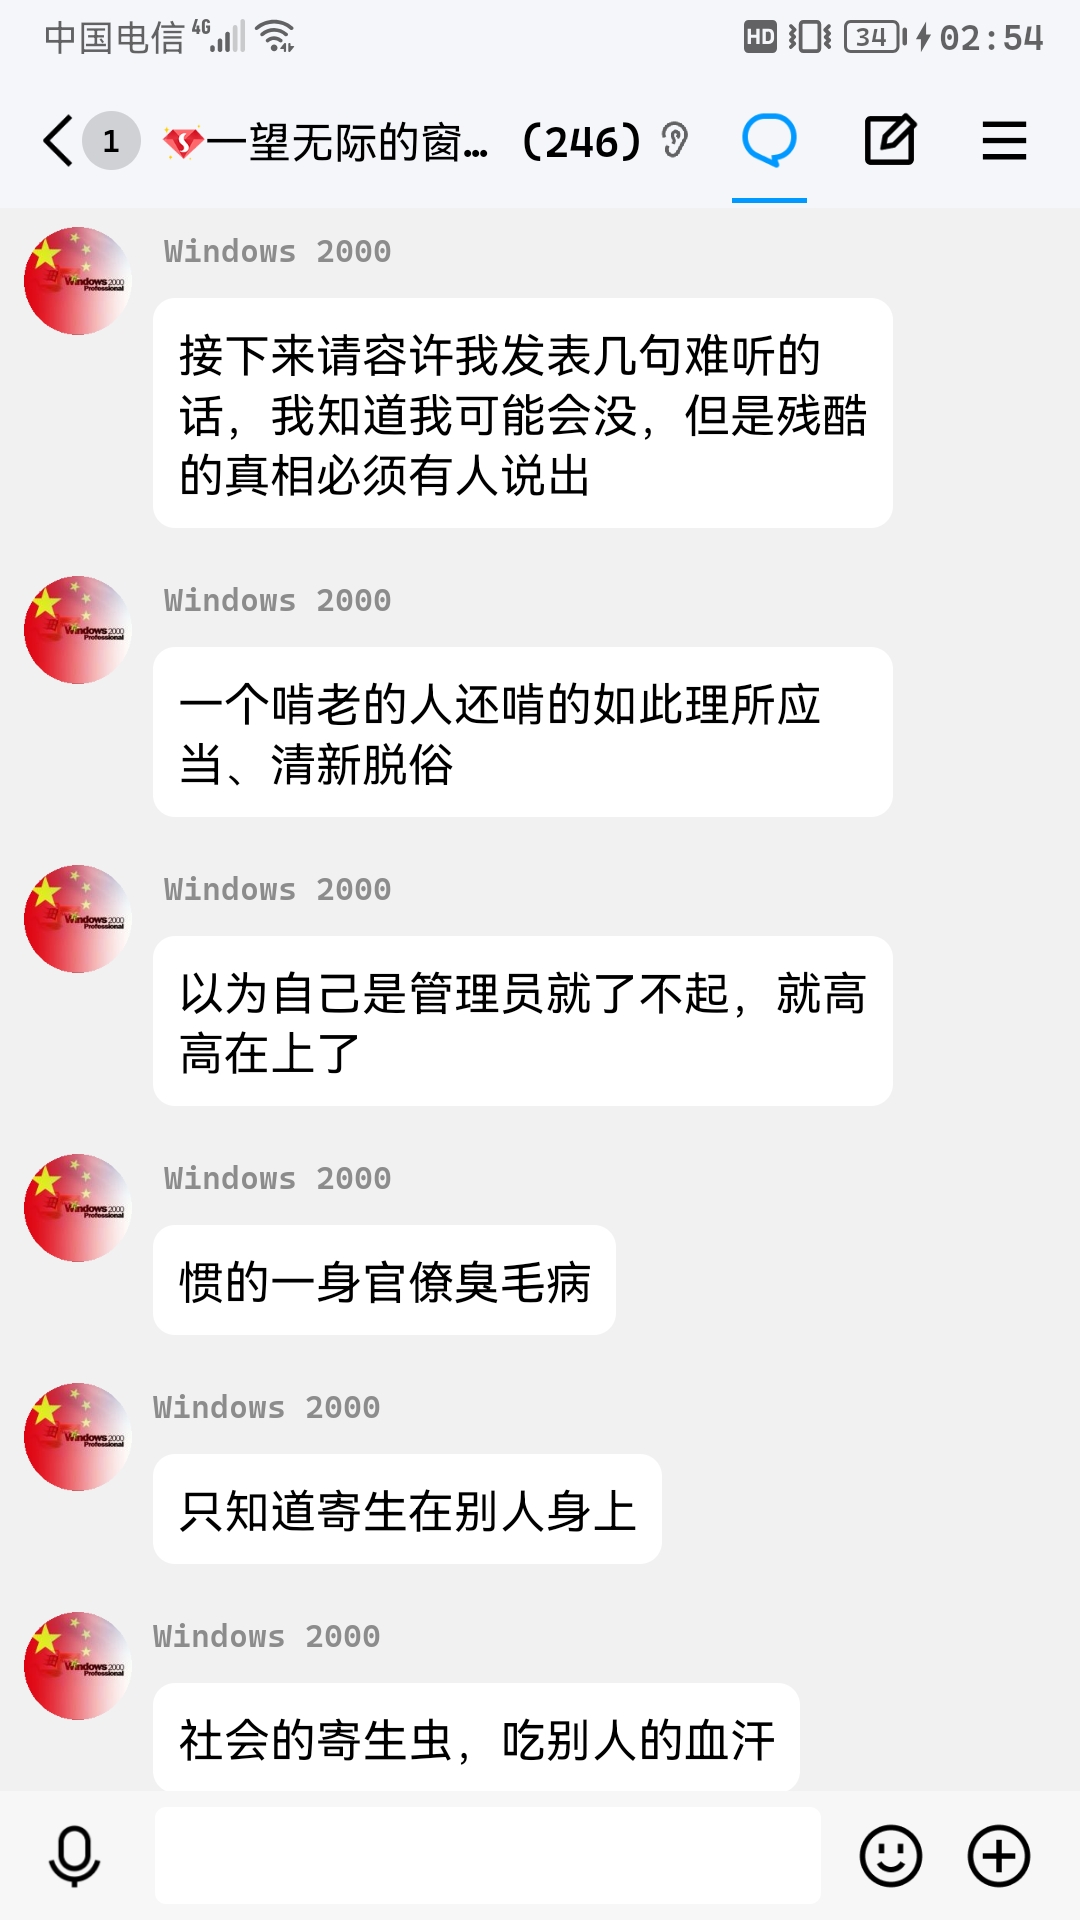 中国电信 4G HD 34 02:54
1 一望无际的窗... (246)
Windows 2000
接下来请容许我发表几句难听的
话，我知道我可能会没，但是残酷
的真相必须有人说出
Windows 2000
一个啃老的人还啃的如此理所应
当、清新脱俗
Windows 2000
以为自己是管理员就了不起，就高
高在上了
Windows 2000
惯的一身官僚臭毛病
Windows 2000
只知道寄生在别人身上
Windows 2000
社会的寄生虫，吃别人的血汗